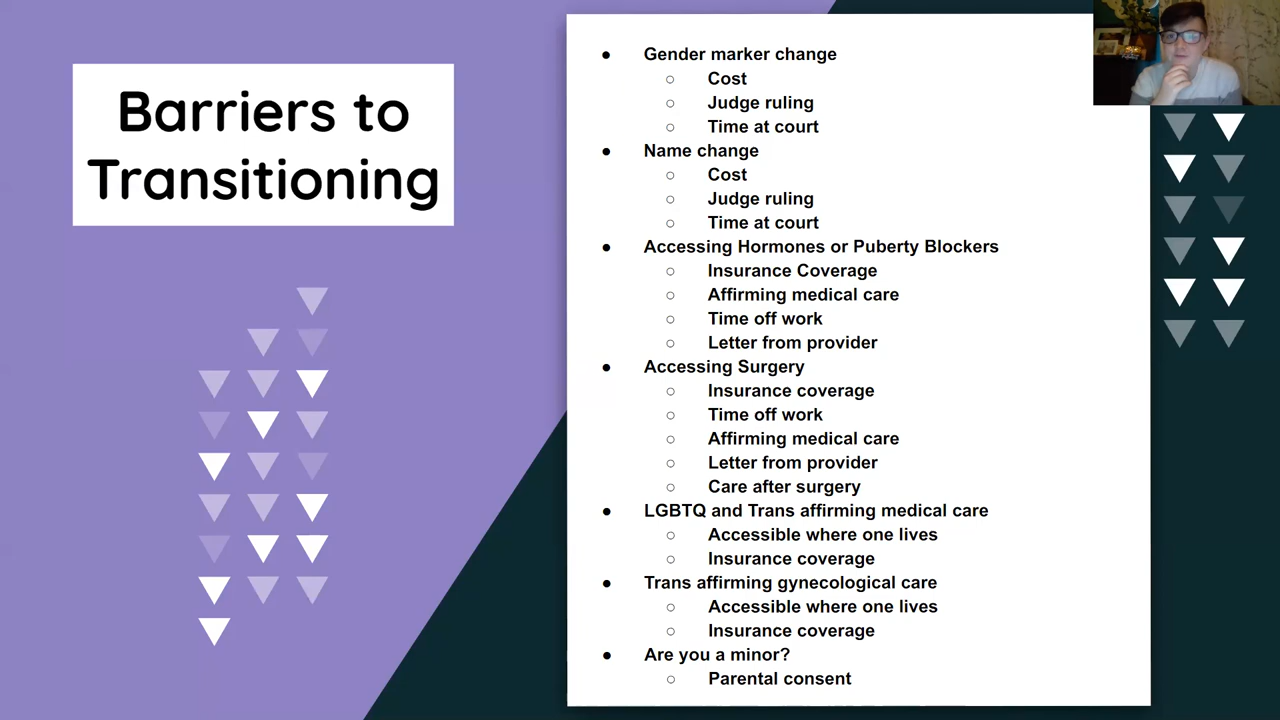 Barriers to
Transitioning
● Gender marker change
○ Cost
○ Judge ruling
○ Time at court
● Name change
○ Cost
○ Judge ruling
○ Time at court
● Accessing Hormones or Puberty Blockers
○ Insurance Coverage
○ Affirming medical care
○ Time off work
○ Letter from provider
● Accessing Surgery
○ Insurance coverage
○ Time off work
○ Affirming medical care
○ Letter from provider
○ Care after surgery
● LGBTQ and Trans affirming medical care
○ Accessible where one lives
○ Insurance coverage
● Trans affirming gynecological care
○ Accessible where one lives
○ Insurance coverage
● Are you a minor?
○ Parental consent